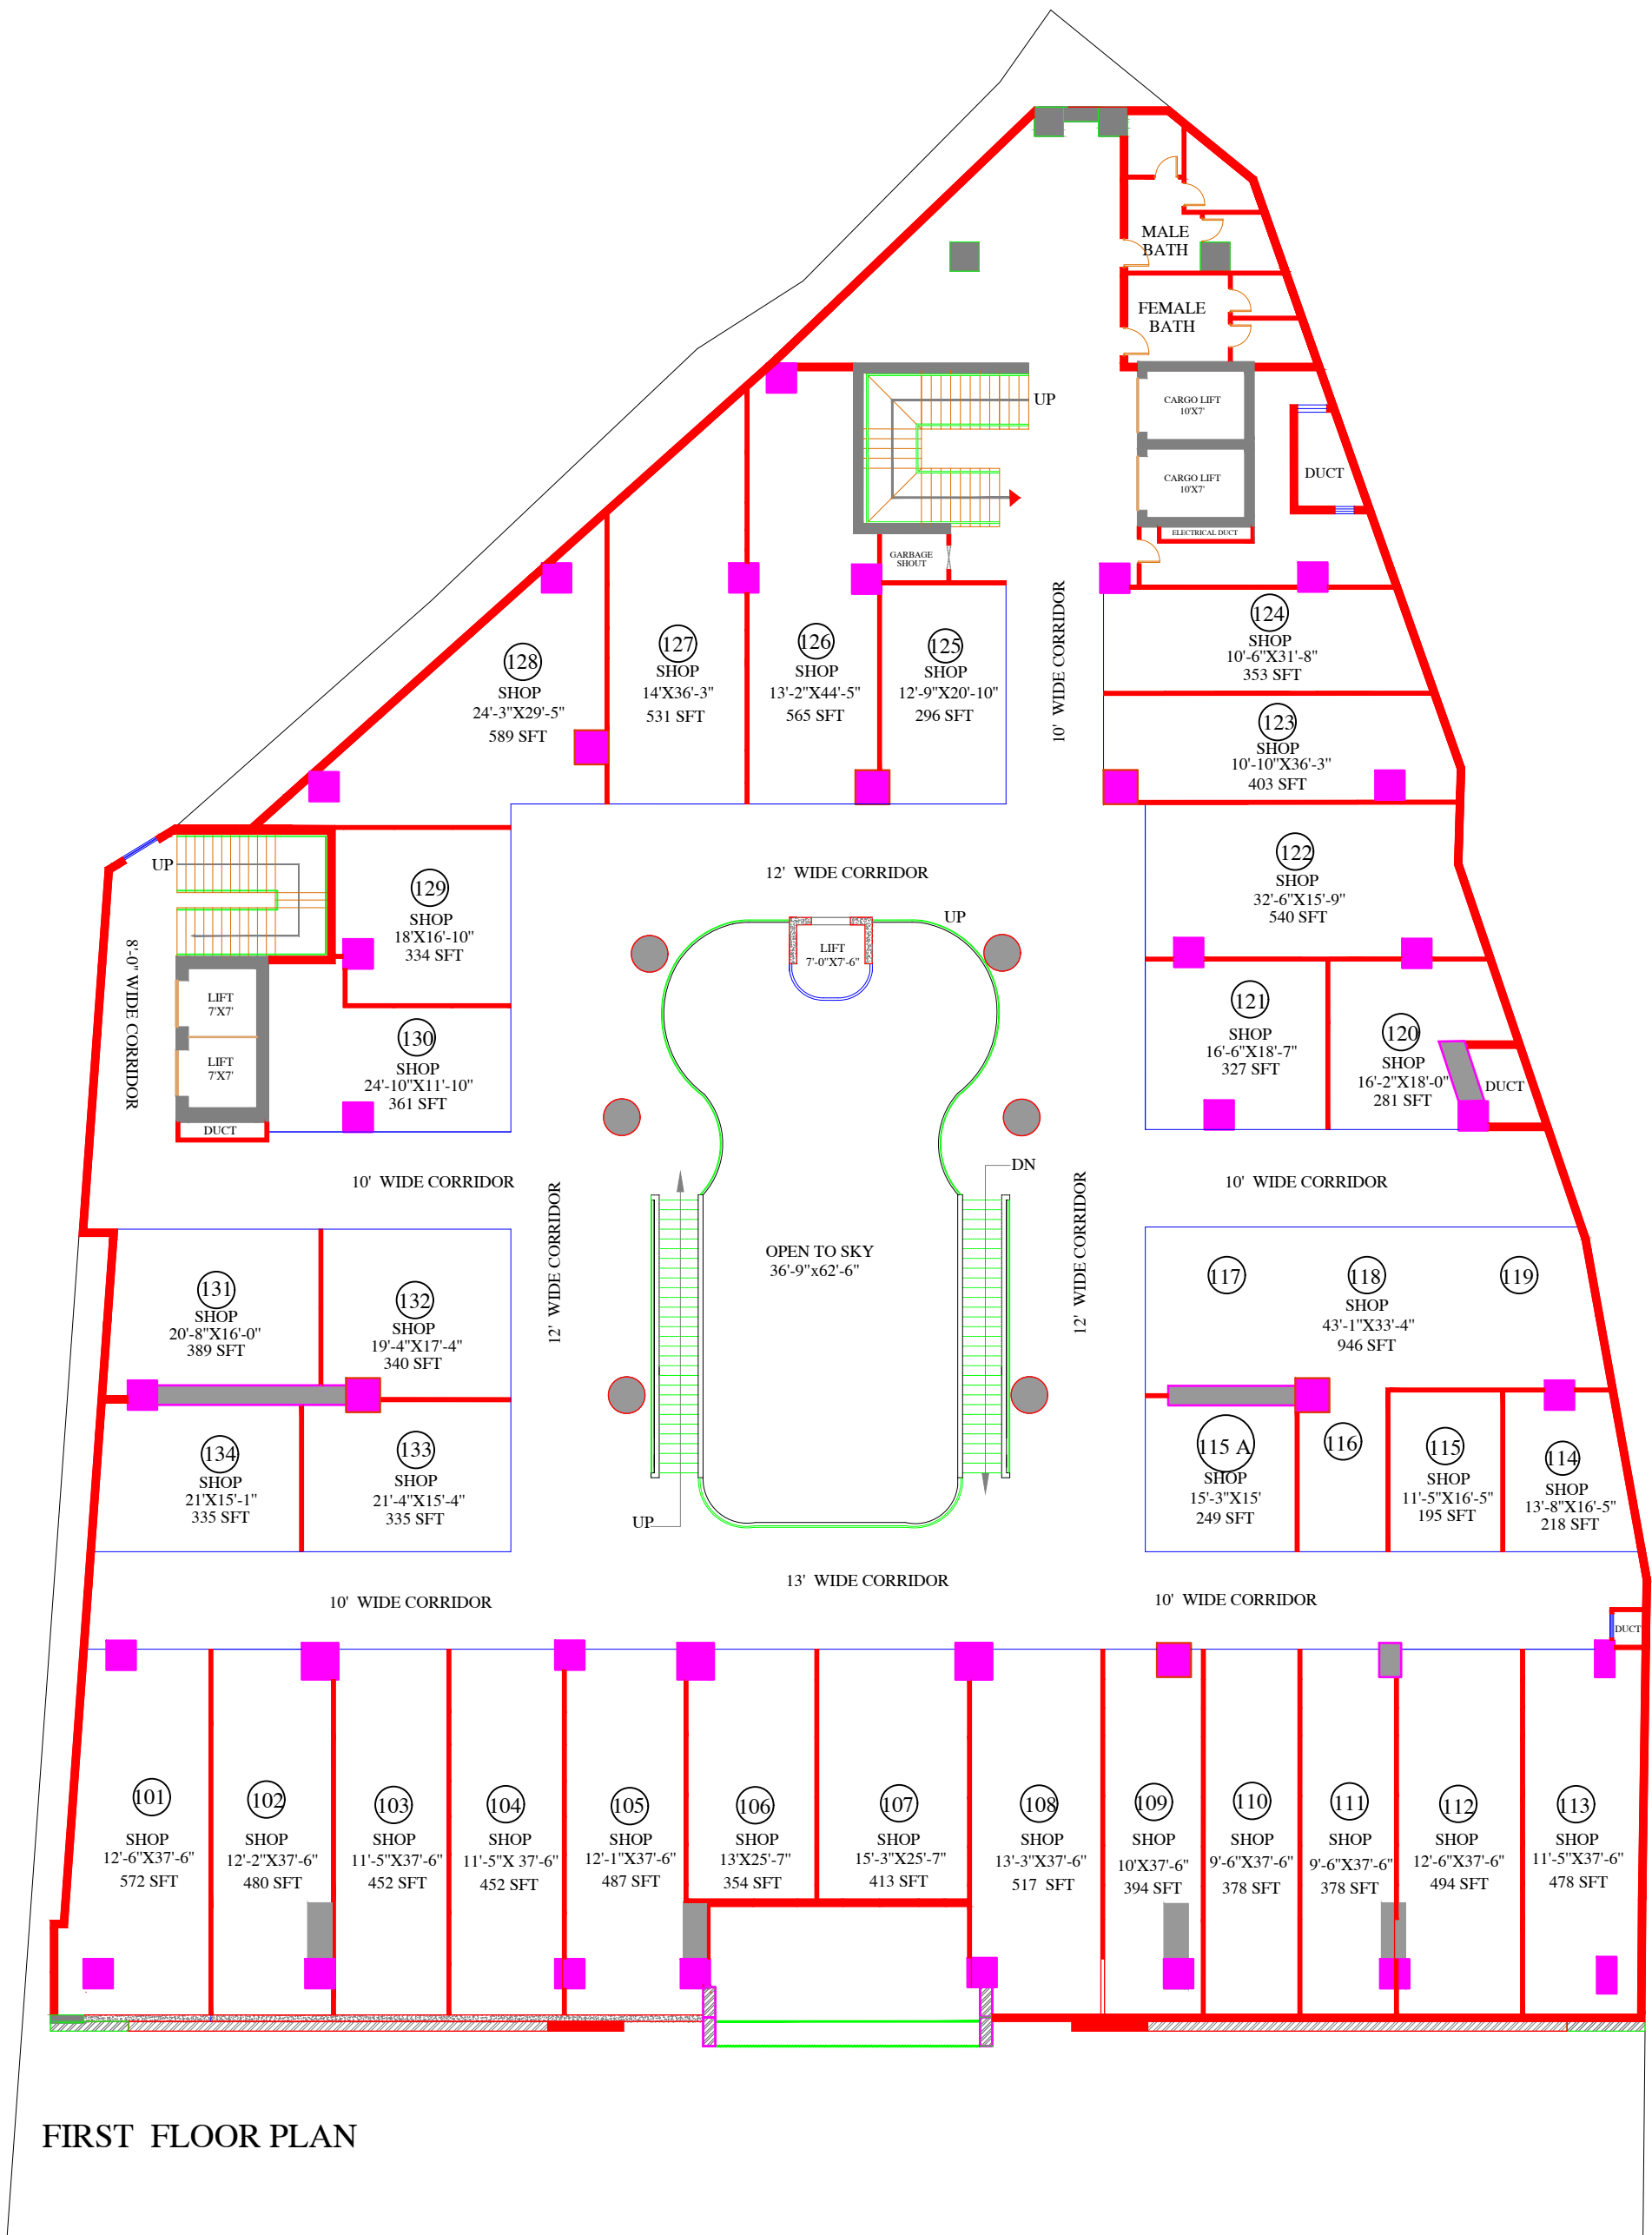 MALE
BATH
FEMALE
BATH
UP
CARGO LIFT
10'X7'
CARGO LIFT
10'X7'
DUCT
ELECTRICAL DUCT
GARBAGE
SHOUT
10' WIDE CORRIDOR
124
SHOP
10'-6"X31'-8"
353 SFT
128
SHOP
24'-3"X29'-5"
589 SFT
127
SHOP
14'X36'-3"
531 SFT
126
SHOP
13'-2"X44'-5"
565 SFT
125
SHOP
12'-9"X20'-10"
296 SFT
123
SHOP
10'-10"X36'-3"
403 SFT
122
SHOP
32'-6"X15'-9"
540 SFT
UP
129
SHOP
18'X16'-10"
334 SFT
12' WIDE CORRIDOR
UP
LIFT
7'-0"X7'-6"
8'-0" WIDE CORRIDOR
LIFT
7'X7'
LIFT
7'X7'
DUCT
130
SHOP
24'-10"X11'-10"
361 SFT
121
SHOP
16'-6"X18'-7"
327 SFT
120
SHOP
16'-2"X18'-0"
281 SFT
DUCT
10' WIDE CORRIDOR
12' WIDE CORRIDOR
DN
12' WIDE CORRIDOR
10' WIDE CORRIDOR
OPEN TO SKY
36'-9"x62'-6"
131
SHOP
20'-8"X16'-0"
389 SFT
132
SHOP
19'-4"X17'-4"
340 SFT
117
118
SHOP
43'-1"X33'-4"
946 SFT
119
134
SHOP
21'X15'-1"
335 SFT
133
SHOP
21'-4"X15'-4"
335 SFT
UP
115 A
SHOP
15'-3"X15'
249 SFT
116
115
SHOP
11'-5"X16'-5"
195 SFT
114
SHOP
13'-8"X16'-5"
218 SFT
10' WIDE CORRIDOR
13' WIDE CORRIDOR
10' WIDE CORRIDOR
DUCT
101
SHOP
12'-6"X37'-6"
572 SFT
102
SHOP
12'-2"X37'-6"
480 SFT
103
SHOP
11'-5"X37'-6"
452 SFT
104
SHOP
11'-5"X 37'-6"
452 SFT
105
SHOP
12'-1"X37'-6"
487 SFT
106
SHOP
13'X25'-7"
354 SFT
107
SHOP
15'-3"X25'-7"
413 SFT
108
SHOP
13'-3"X37'-6"
517 SFT
109
SHOP
10'X37'-6"
394 SFT
110
SHOP
9'-6"X37'-6"
378 SFT
111
SHOP
9'-6"X37'-6"
378 SFT
112
SHOP
12'-6"X37'-6"
494 SFT
113
SHOP
11'-5"X37'-6"
478 SFT
FIRST FLOOR PLAN